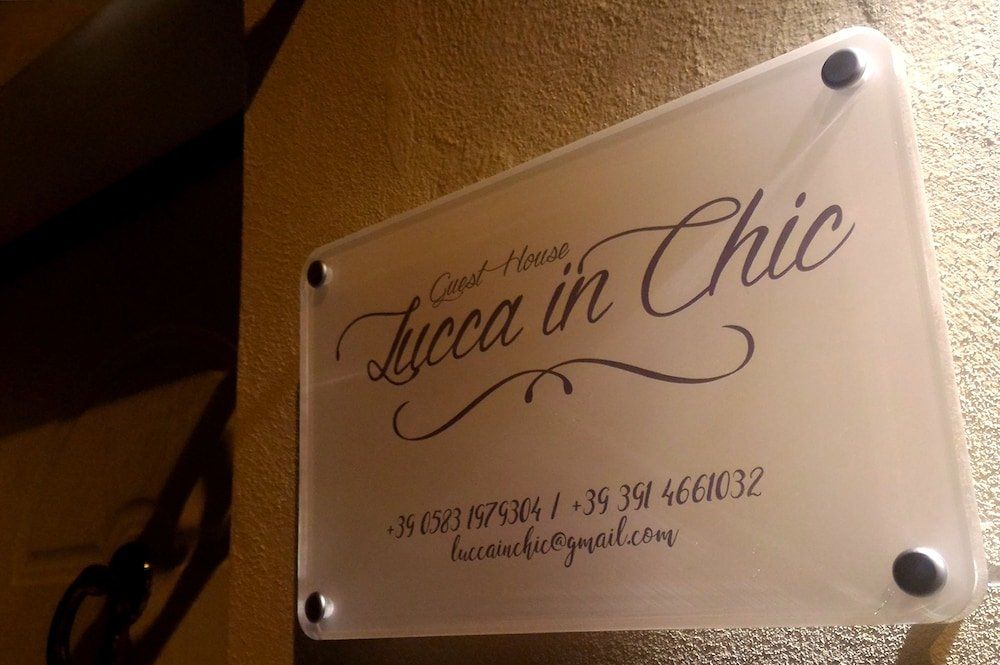 Guest House
Lucca in Chic
+39 0583 1979304 / +39 391 4661032
luccainchic@gmail.com